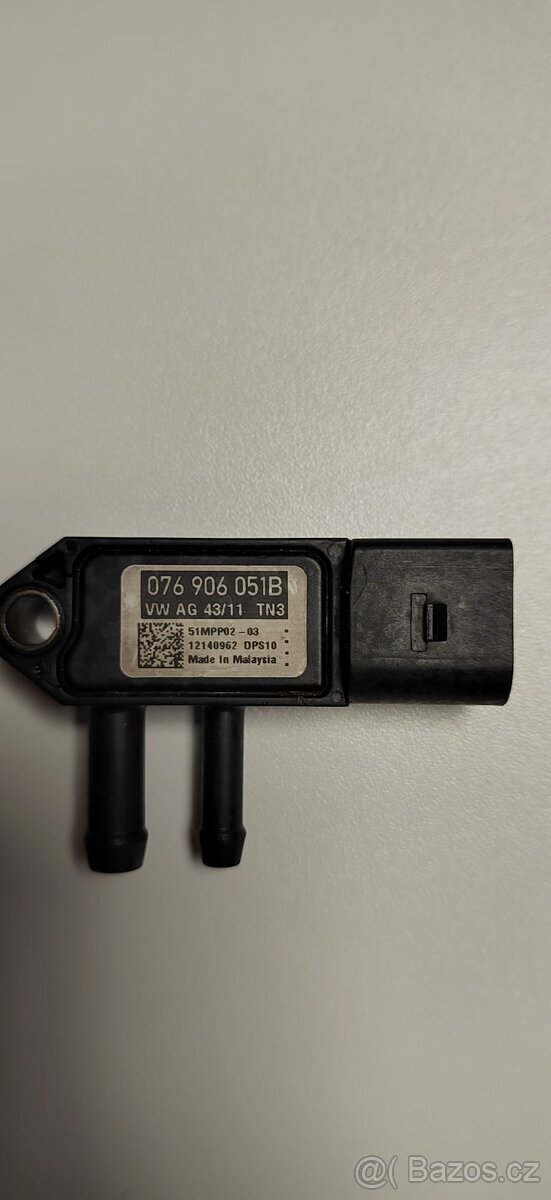 076 906 051B
VW AG 43/11 TN3
51MPP02-03
12140962 DPS10
Made In Malaysia
@( Bazos.cz